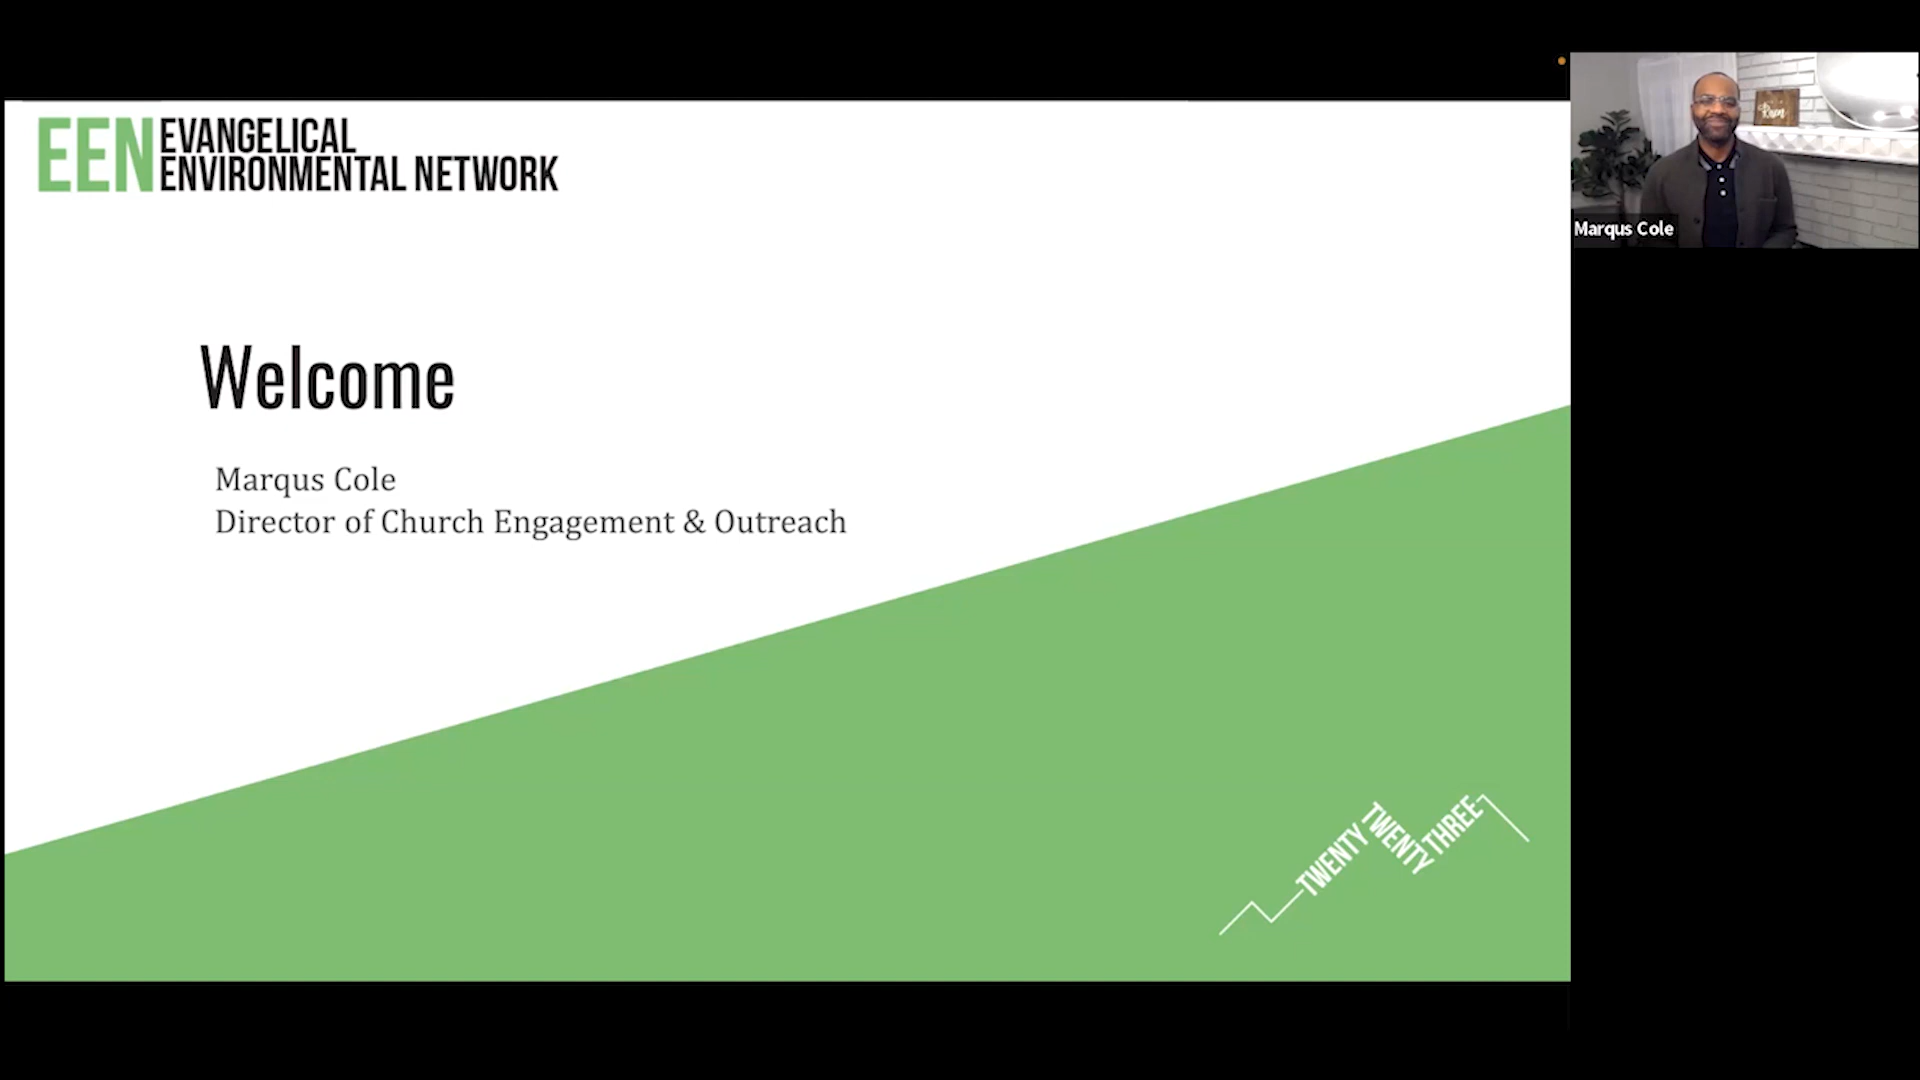 EEN EVANGELICAL
ENVIRONMENTAL NETWORK
Welcome
Marqus Cole
Director of Church Engagement & Outreach
TWENTY TWENTY THREE
Marqus Cole